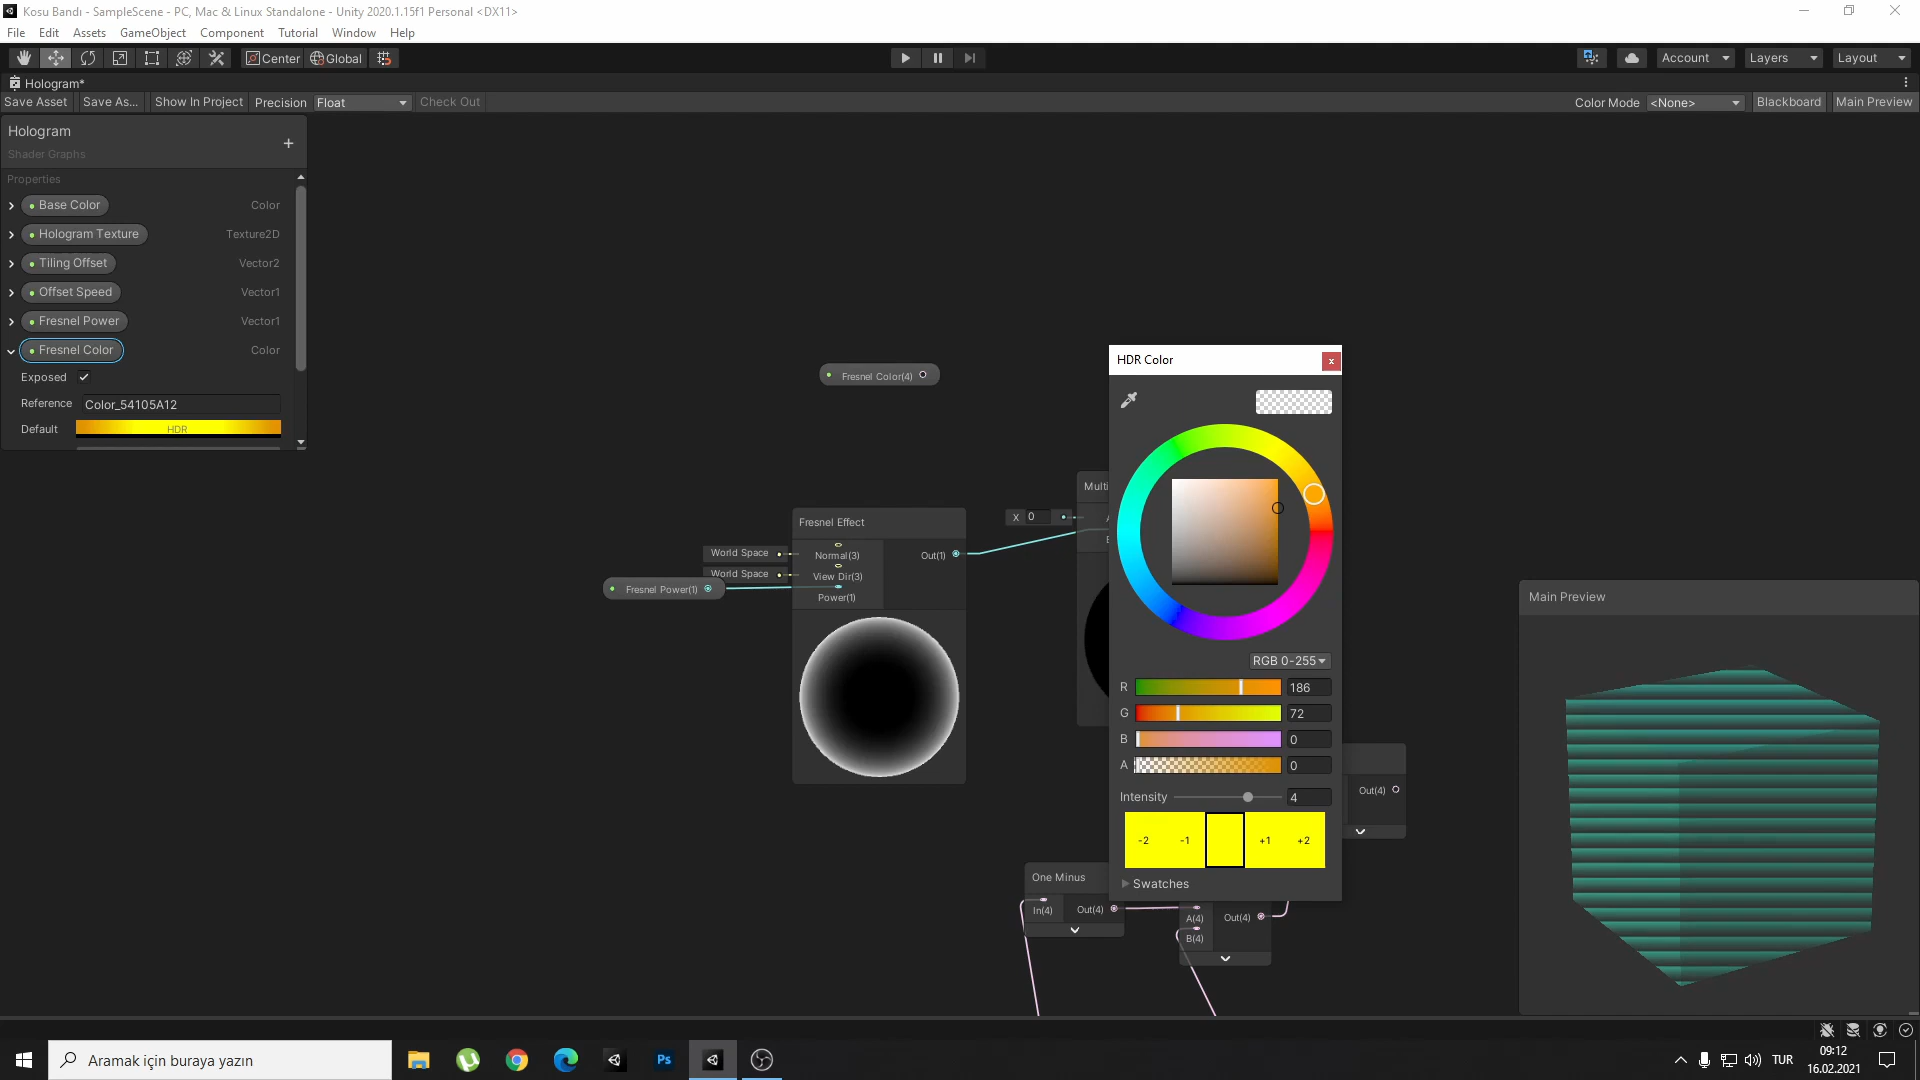 Kosu Bandı - SampleScene - PC, Mac & Linux Standalone - Unity 2020.1.15f1 Personal <DX11>
File Edit Assets GameObject Component Tutorial Window Help
Center Global Account Layers Layout
Hologram*
Save Asset Save As... Show In Project Precision Float Check Out Color Mode <None> Blackboard Main Preview
Hologram
Shader Graphs
Properties
Base Color Color
Hologram Texture Texture2D
Tiling Offset Vector2
Offset Speed Vector1
Fresnel Power Vector1
Fresnel Color Color
Exposed
Reference Color_54105A12
Default HDR
Fresnel Color(4)
Fresnel Effect
World Space Normal(3) Out(1)
World Space View Dir(3)
Fresnel Power(1) Power(1)
X 0
Multi
HDR Color
x
RGB 0-255
R 186
G 72
B 0
A 0
Intensity 4
-2 -1 +1 +2
Swatches
Out(4)
One Minus
In(4) Out(4)
A(4) Out(4)
B(4)
Main Preview
Aramak için buraya yazın
Ps
TUR
09:12
16.02.2021